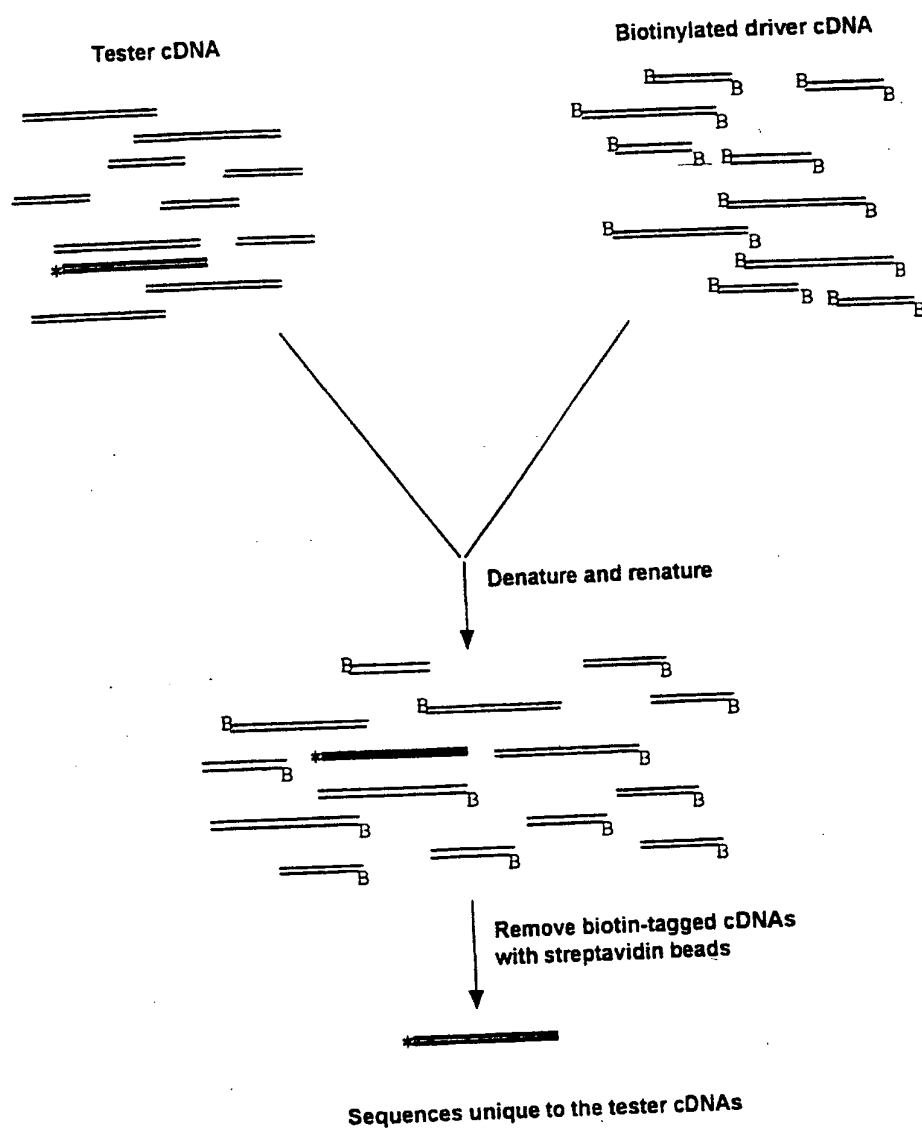 Tester cDNA
Biotinylated driver cDNA
B B
B
B B
B B
B B
B B
B B
B B
B B
B
*
Denature and renature
B
B
B
B
B
B
*
B
B
B
B
B
B
B
B
Remove biotin-tagged cDNAs
with streptavidin beads
*
Sequences unique to the tester cDNAs